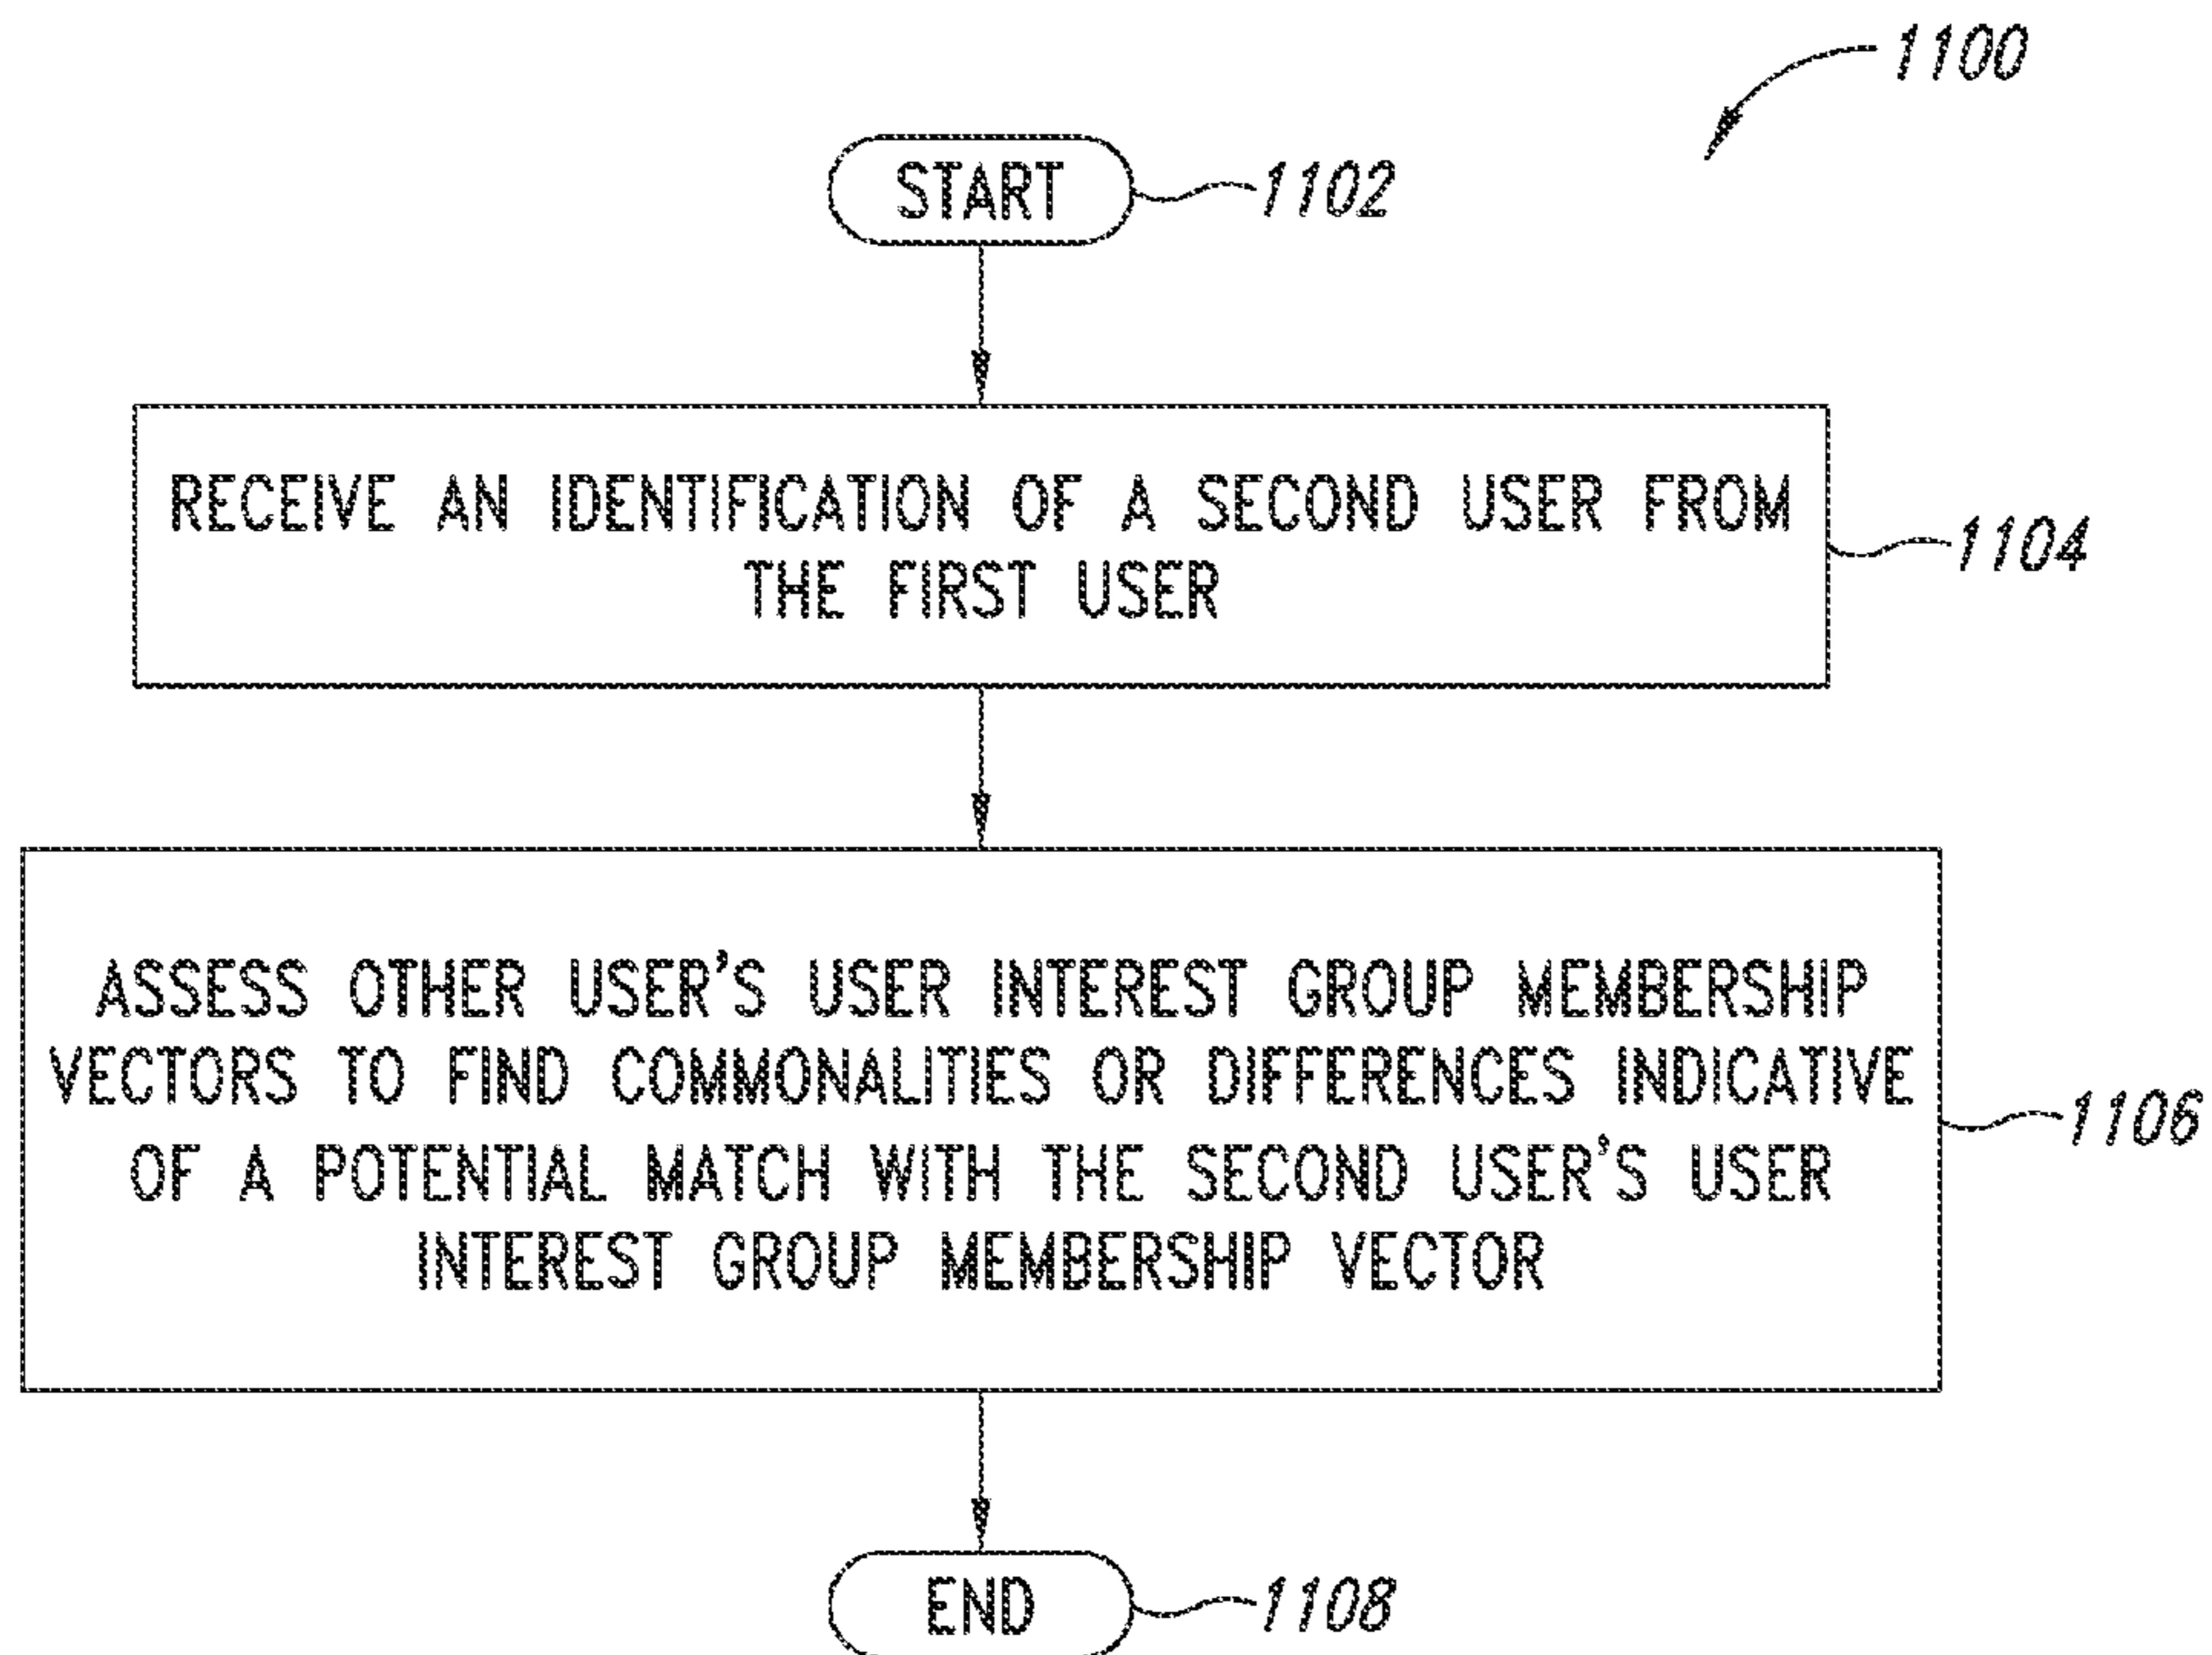 1100
START
1102
RECEIVE AN IDENTIFICATION OF A SECOND USER FROM
THE FIRST USER
1104
ASSESS OTHER USER'S USER INTEREST GROUP MEMBERSHIP
VECTORS TO FIND COMMONALITIES OR DIFFERENCES INDICATIVE
OF A POTENTIAL MATCH WITH THE SECOND USER'S USER
INTEREST GROUP MEMBERSHIP VECTOR
1106
END
1108